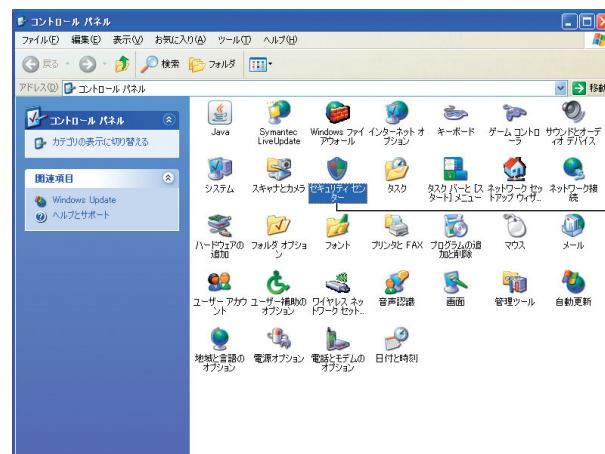 コントロール パネル
ファイル(F) 編集(E) 表示(V) お気に入り(A) ツール(T) ヘルプ(H)
戻る 検索 フォルダ
アドレス(D) コントロール パネル 移動
コントロール パネル
カテゴリの表示に切り替える
関連項目
Windows Update
ヘルプとサポート
Java
Symantec
LiveUpdate
Windows ファイ
アウォール
インターネット オ
プション
キーボード
ゲーム コントロ
ーラ
サウンドとオーデ
ィオ デバイス
システム
スキャナとカメラ
セキュリティ セン
ター
タスク
タスク バーと [ス
タート] メニュー
ネットワーク セッ
トアップ ウィザ...
ネットワーク接
続
ハードウェアの
追加
フォルダ オプショ
ン
フォント
プリンタと FAX
プログラムの追
加と削除
マウス
メール
ユーザー アカウ
ント
ユーザー補助の
オプション
ワイヤレス ネッ
トワーク セット...
音声認識
画面
管理ツール
自動更新
地域と言語の
オプション
電源オプション
電話とモデムの
オプション
日付と時刻